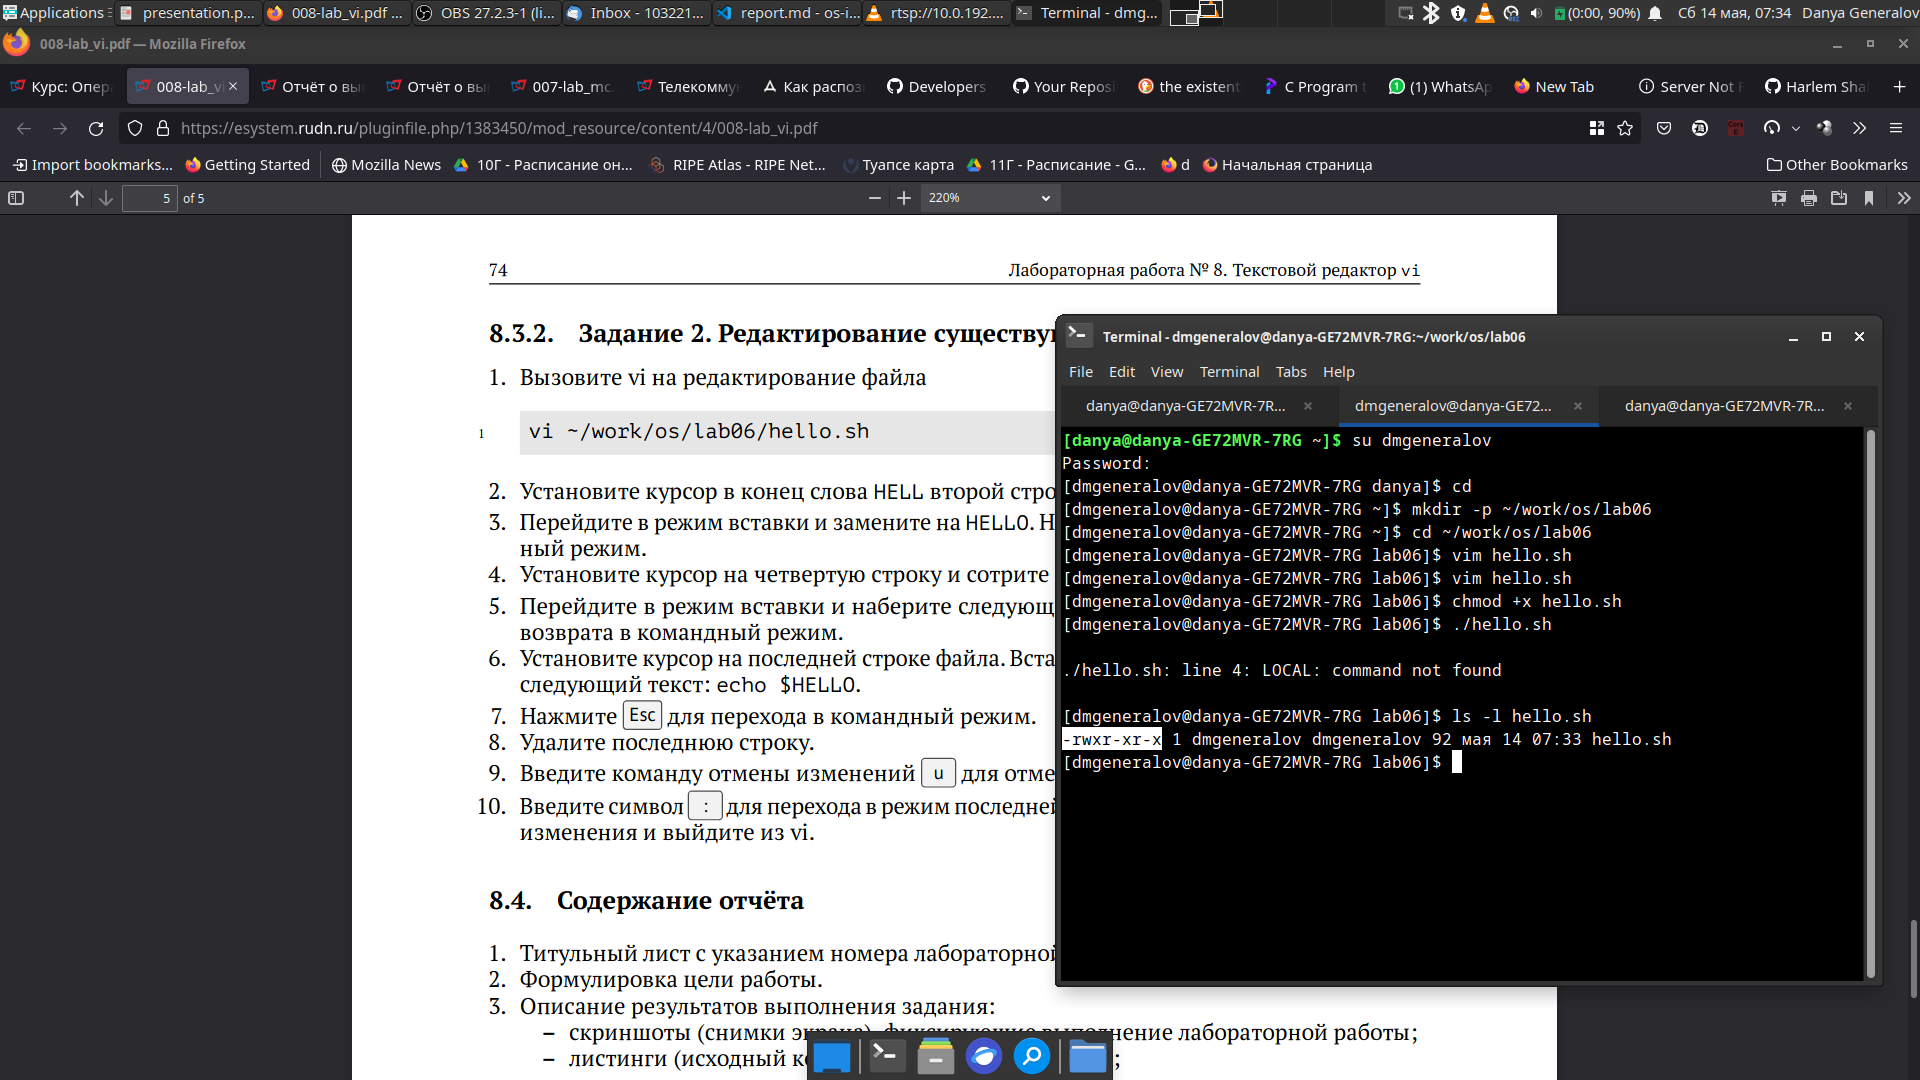 Applications
presentation.p...
008-lab_vi.pdf ...
OBS 27.2.3-1 (li...
Inbox - 103221...
report.md - os-i...
rtsp://10.0.192....
Terminal - dmg...
(0:00, 90%)
Сб 14 мая, 07:34
Danya Generalov
008-lab_vi.pdf — Mozilla Firefox
Курс: Опер
008-lab_vi
Отчёт о вы
Отчёт о вы
007-lab_mc.
Телекомму
Как распоз
Developers
Your Repos
the existent
C Program t
(1) WhatsAp
New Tab
Server Not F
Harlem Sha
https://esystem.rudn.ru/pluginfile.php/1383450/mod_resource/content/4/008-lab_vi.pdf
Import bookmarks...
Getting Started
Mozilla News
10Г - Расписание он...
RIPE Atlas - RIPE Net...
Туапсе карта
11Г - Расписание - G...
d
Начальная страница
Other Bookmarks
5 of 5
220%
74
Лабораторная работа № 8. Текстовой редактор vi
8.3.2. Задание 2. Редактирование существу
1. Вызовите vi на редактирование файла
1 vi ~/work/os/lab06/hello.sh
2. Установите курсор в конец слова HELL второй стро
3. Перейдите в режим вставки и замените на HELLO. Н
ный режим.
4. Установите курсор на четвертую строку и сотрите
5. Перейдите в режим вставки и наберите следующ
возврата в командный режим.
6. Установите курсор на последней строке файла. Вста
следующий текст: echo $HELLO.
7. Нажмите Esc для перехода в командный режим.
8. Удалите последнюю строку.
9. Введите команду отмены изменений u для отме
10. Введите символ : для перехода в режим последней
изменения и выйдите из vi.
8.4. Содержание отчёта
1. Титульный лист с указанием номера лабораторной
2. Формулировка цели работы.
3. Описание результатов выполнения задания:
– скриншоты (снимки экрана), фиксирующие выполнение лабораторной работы;
– листинги (исходный к ;
Terminal - dmgeneralov@danya-GE72MVR-7RG:~/work/os/lab06
File Edit View Terminal Tabs Help
danya@danya-GE72MVR-7R...
dmgeneralov@danya-GE72...
danya@danya-GE72MVR-7R...
[danya@danya-GE72MVR-7RG ~]$ su dmgeneralov
Password:
[dmgeneralov@danya-GE72MVR-7RG danya]$ cd
[dmgeneralov@danya-GE72MVR-7RG ~]$ mkdir -p ~/work/os/lab06
[dmgeneralov@danya-GE72MVR-7RG ~]$ cd ~/work/os/lab06
[dmgeneralov@danya-GE72MVR-7RG lab06]$ vim hello.sh
[dmgeneralov@danya-GE72MVR-7RG lab06]$ vim hello.sh
[dmgeneralov@danya-GE72MVR-7RG lab06]$ chmod +x hello.sh
[dmgeneralov@danya-GE72MVR-7RG lab06]$ ./hello.sh
./hello.sh: line 4: LOCAL: command not found
[dmgeneralov@danya-GE72MVR-7RG lab06]$ ls -l hello.sh
-rwxr-xr-x 1 dmgeneralov dmgeneralov 92 мая 14 07:33 hello.sh
[dmgeneralov@danya-GE72MVR-7RG lab06]$